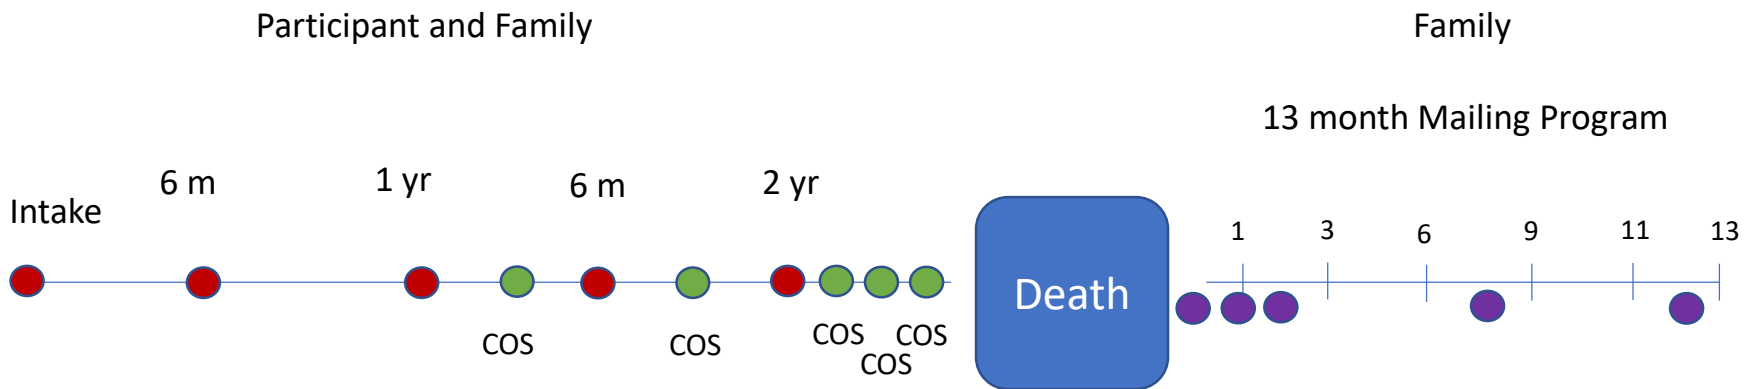 Participant and Family
Family
13 month Mailing Program
Intake
6 m
1 yr
6 m
2 yr
COS
COS
COS
COS
COS
Death
1
3
6
9
11
13